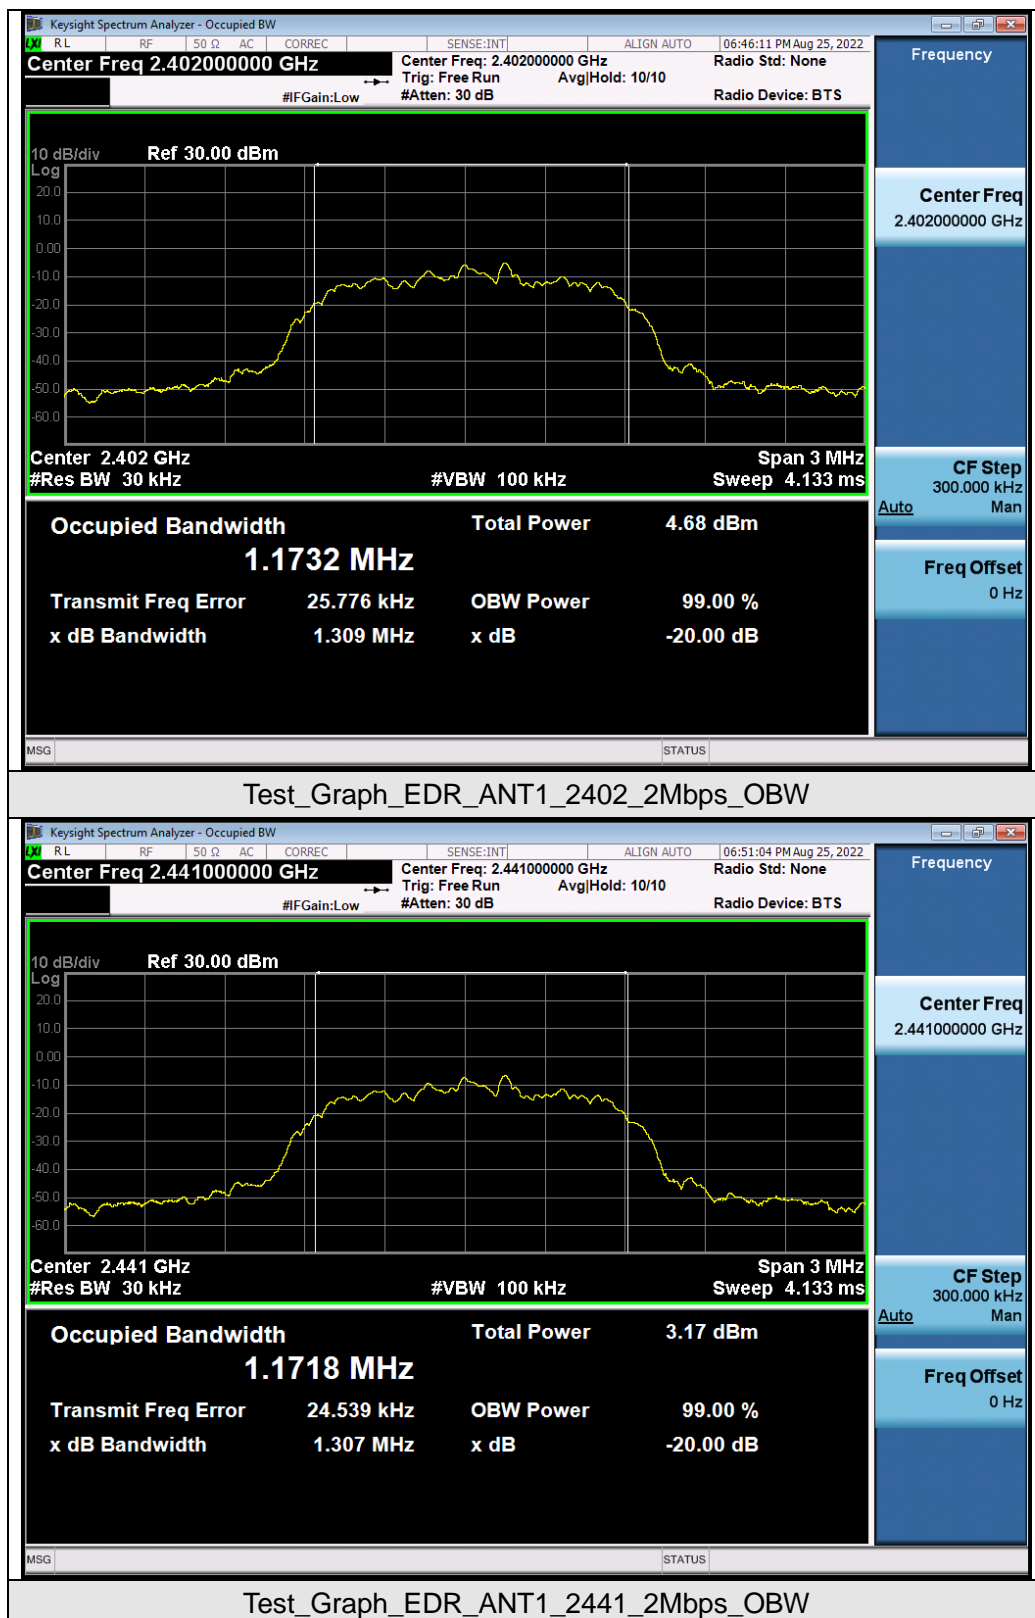 Keysight Spectrum Analyzer - Occupied BW
LXI RL RF 50 Ω AC CORREC SENSE:INT ALIGN AUTO 06:46:11 PM Aug 25, 2022
Center Freq 2.402000000 GHz
Center Freq: 2.402000000 GHz
Radio Std: None
Trig: Free Run Avg|Hold: 10/10
#IFGain:Low
#Atten: 30 dB
Radio Device: BTS
Frequency
10 dB/div Ref 30.00 dBm
Log
20.0
10.0
0.00
-10.0
-20.0
-30.0
-40.0
-50.0
-60.0
Center 2.402 GHz Span 3 MHz
#Res BW 30 kHz #VBW 100 kHz Sweep 4.133 ms
Center Freq
2.402000000 GHz
CF Step
300.000 kHz
Auto Man
Freq Offset
0 Hz
Occupied Bandwidth Total Power 4.68 dBm
1.1732 MHz
Transmit Freq Error 25.776 kHz OBW Power 99.00 %
x dB Bandwidth 1.309 MHz x dB -20.00 dB
MSG STATUS
Test_Graph_EDR_ANT1_2402_2Mbps_OBW
Keysight Spectrum Analyzer - Occupied BW
LXI RL RF 50 Ω AC CORREC SENSE:INT ALIGN AUTO 06:51:04 PM Aug 25, 2022
Center Freq 2.441000000 GHz
Center Freq: 2.441000000 GHz
Radio Std: None
Trig: Free Run Avg|Hold: 10/10
#IFGain:Low
#Atten: 30 dB
Radio Device: BTS
Frequency
10 dB/div Ref 30.00 dBm
Log
20.0
10.0
0.00
-10.0
-20.0
-30.0
-40.0
-50.0
-60.0
Center 2.441 GHz Span 3 MHz
#Res BW 30 kHz #VBW 100 kHz Sweep 4.133 ms
Center Freq
2.441000000 GHz
CF Step
300.000 kHz
Auto Man
Freq Offset
0 Hz
Occupied Bandwidth Total Power 3.17 dBm
1.1718 MHz
Transmit Freq Error 24.539 kHz OBW Power 99.00 %
x dB Bandwidth 1.307 MHz x dB -20.00 dB
MSG STATUS
Test_Graph_EDR_ANT1_2441_2Mbps_OBW